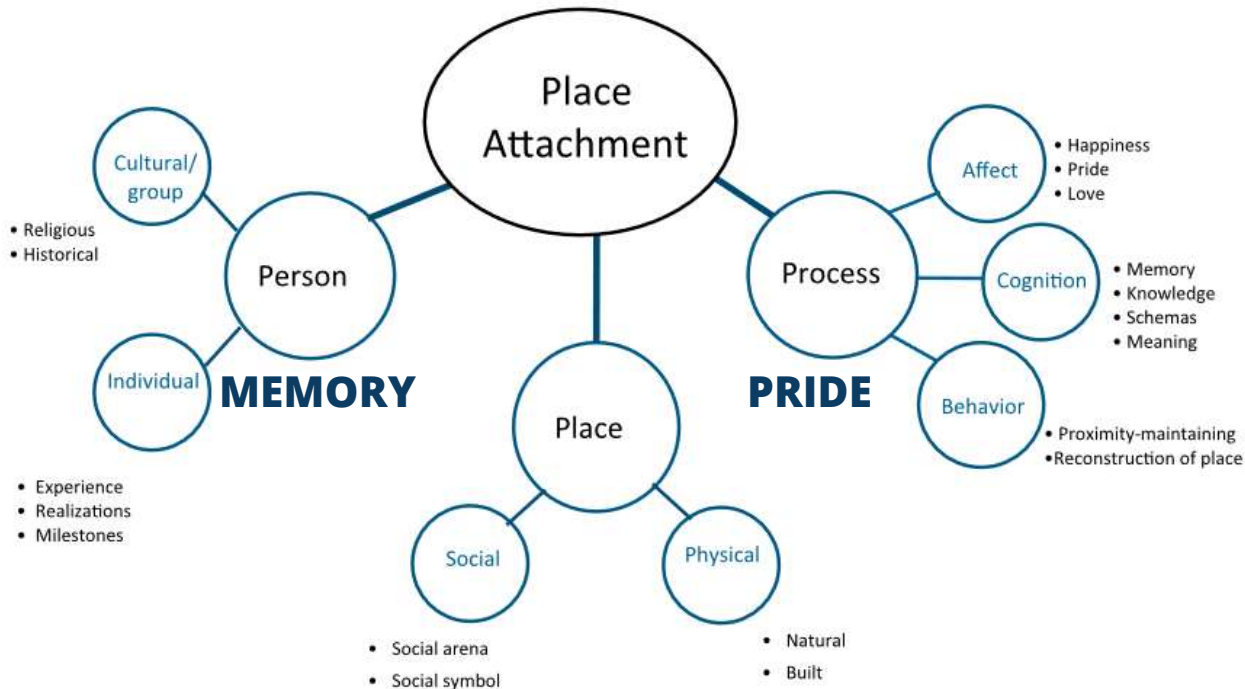 Place
Attachment
Cultural/
group
• Religious
• Historical
Person
Individual
• Experience
• Realizations
• Milestones
MEMORY
Place
Social
• Social arena
• Social symbol
Physical
• Natural
• Built
Process
PRIDE
Affect
• Happiness
• Pride
• Love
Cognition
• Memory
• Knowledge
• Schemas
• Meaning
Behavior
• Proximity-maintaining
•Reconstruction of place